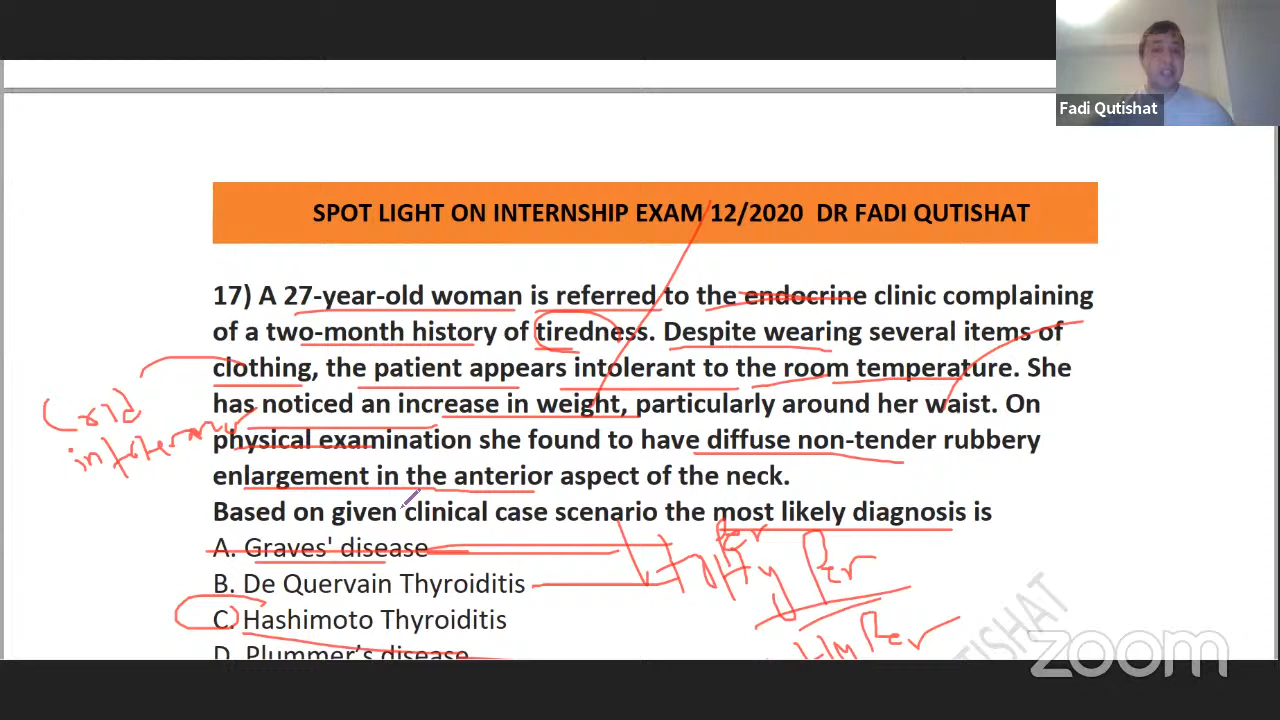 Fadi Qutishat
SPOT LIGHT ON INTERNSHIP EXAM 12/2020 DR FADI QUTISHAT
17) A 27-year-old woman is referred to the endocrine clinic complaining
of a two-month history of tiredness. Despite wearing several items of
clothing, the patient appears intolerant to the room temperature. She
has noticed an increase in weight, particularly around her waist. On
physical examination she found to have diffuse non-tender rubbery
enlargement in the anterior aspect of the neck.
Based on given clinical case scenario the most likely diagnosis is
A. Graves' disease
B. De Quervain Thyroiditis
C. Hashimoto Thyroiditis
D. Plummer's disease
Cold
intolerance
Hyper
Hyper
QUTISHAT
zoom